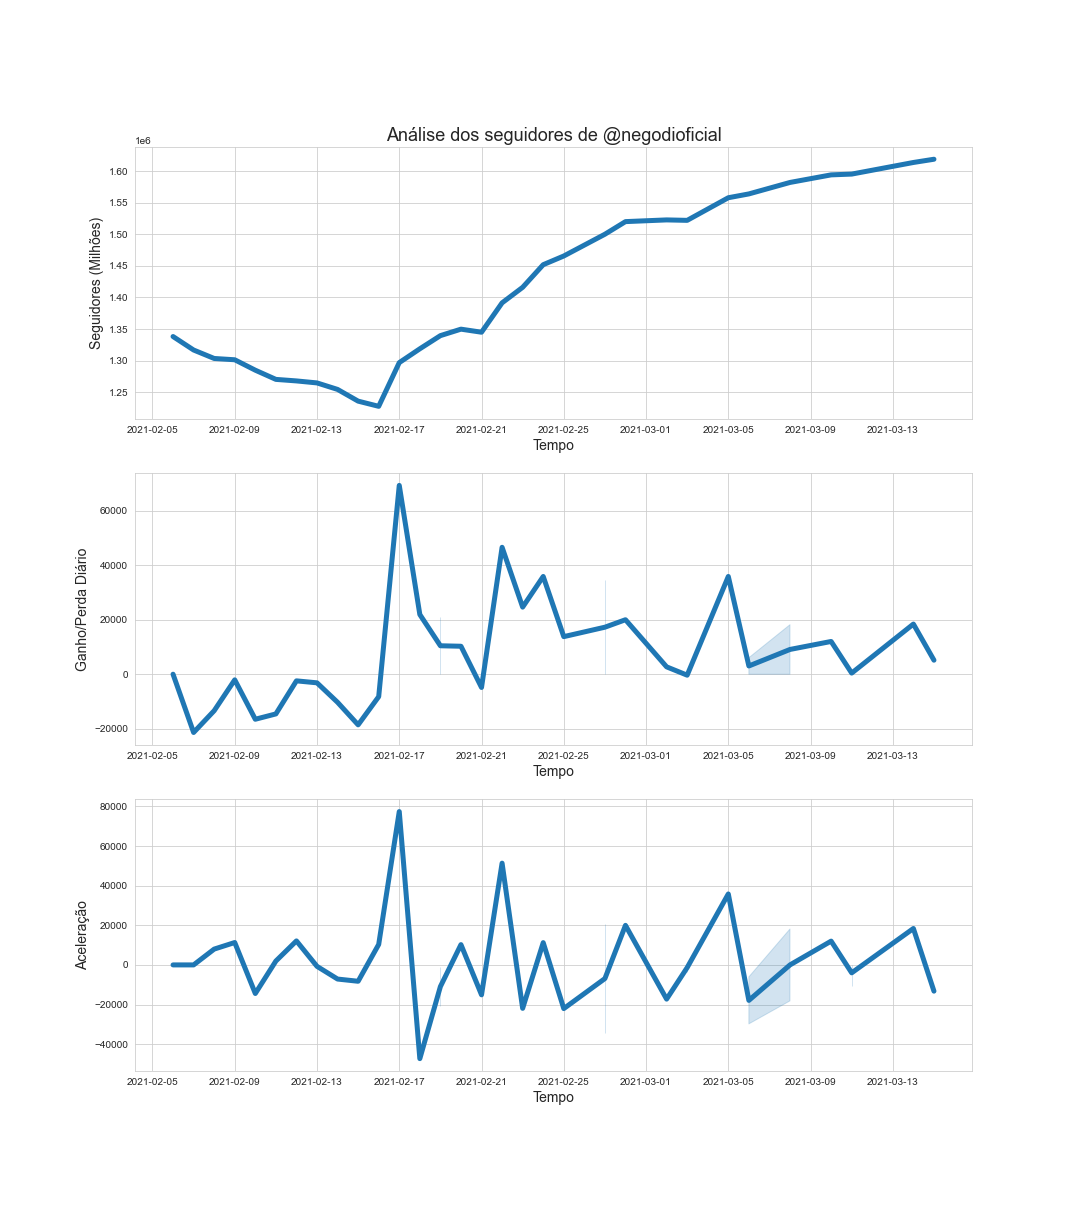 Análise dos seguidores de @negodioficial
1e6
1.60
1.55
1.50
1.45
1.40
1.35
1.30
1.25
Seguidores (Milhões)
2021-02-05 2021-02-09 2021-02-13 2021-02-17 2021-02-21 2021-02-25 2021-03-01 2021-03-05 2021-03-09 2021-03-13
Tempo
60000
40000
20000
0
−20000
Ganho/Perda Diário
2021-02-05 2021-02-09 2021-02-13 2021-02-17 2021-02-21 2021-02-25 2021-03-01 2021-03-05 2021-03-09 2021-03-13
Tempo
80000
60000
40000
20000
0
−20000
−40000
Aceleração
2021-02-05 2021-02-09 2021-02-13 2021-02-17 2021-02-21 2021-02-25 2021-03-01 2021-03-05 2021-03-09 2021-03-13
Tempo